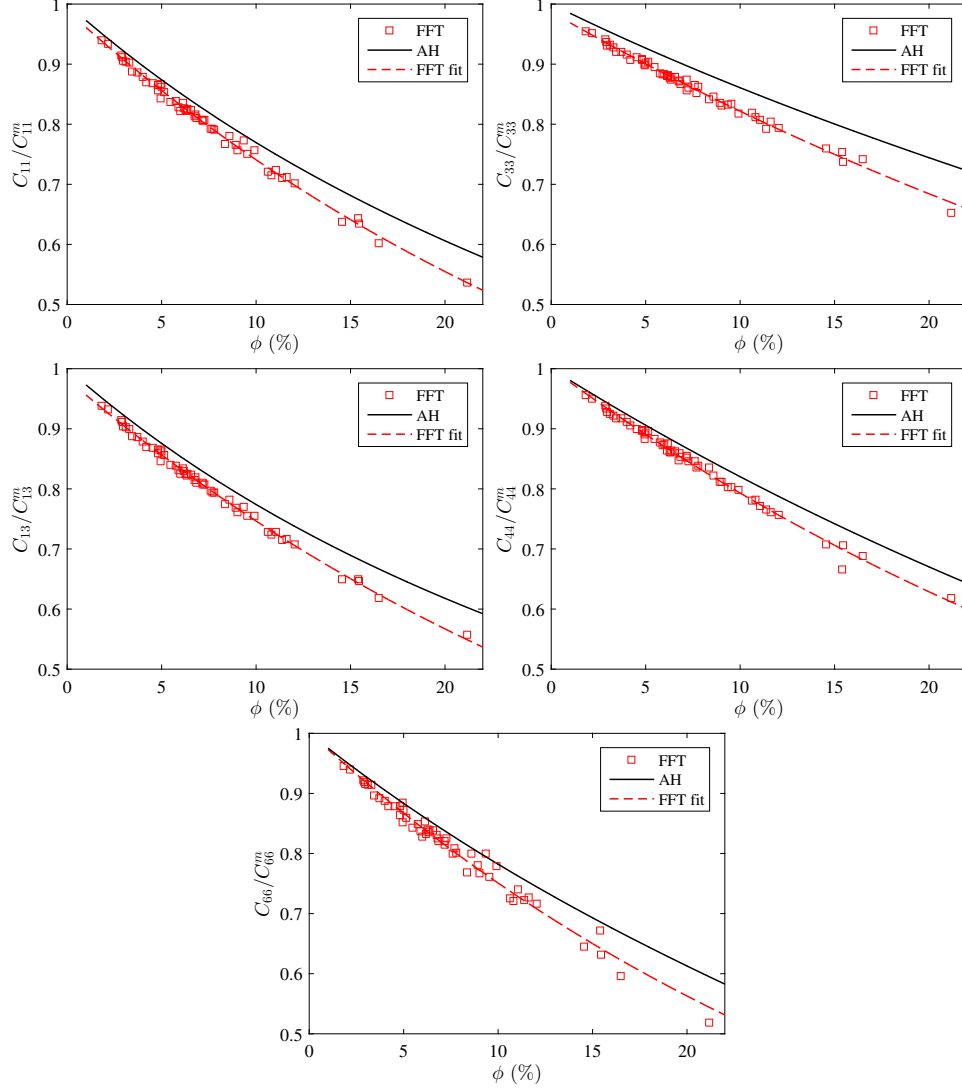 1
0.9
0.8
0.7
0.6
0.5
C₁₁/C₁₁ᵐ
0 5 10 15 20
ϕ (%)
FFT
AH
FFT fit
1
0.9
0.8
0.7
0.6
0.5
C₃₃/C₃₃ᵐ
0 5 10 15 20
ϕ (%)
FFT
AH
FFT fit
1
0.9
0.8
0.7
0.6
0.5
C₁₃/C₁₃ᵐ
0 5 10 15 20
ϕ (%)
FFT
AH
FFT fit
1
0.9
0.8
0.7
0.6
0.5
C₄₄/C₄₄ᵐ
0 5 10 15 20
ϕ (%)
FFT
AH
FFT fit
1
0.9
0.8
0.7
0.6
0.5
C₆₆/C₆₆ᵐ
0 5 10 15 20
ϕ (%)
FFT
AH
FFT fit